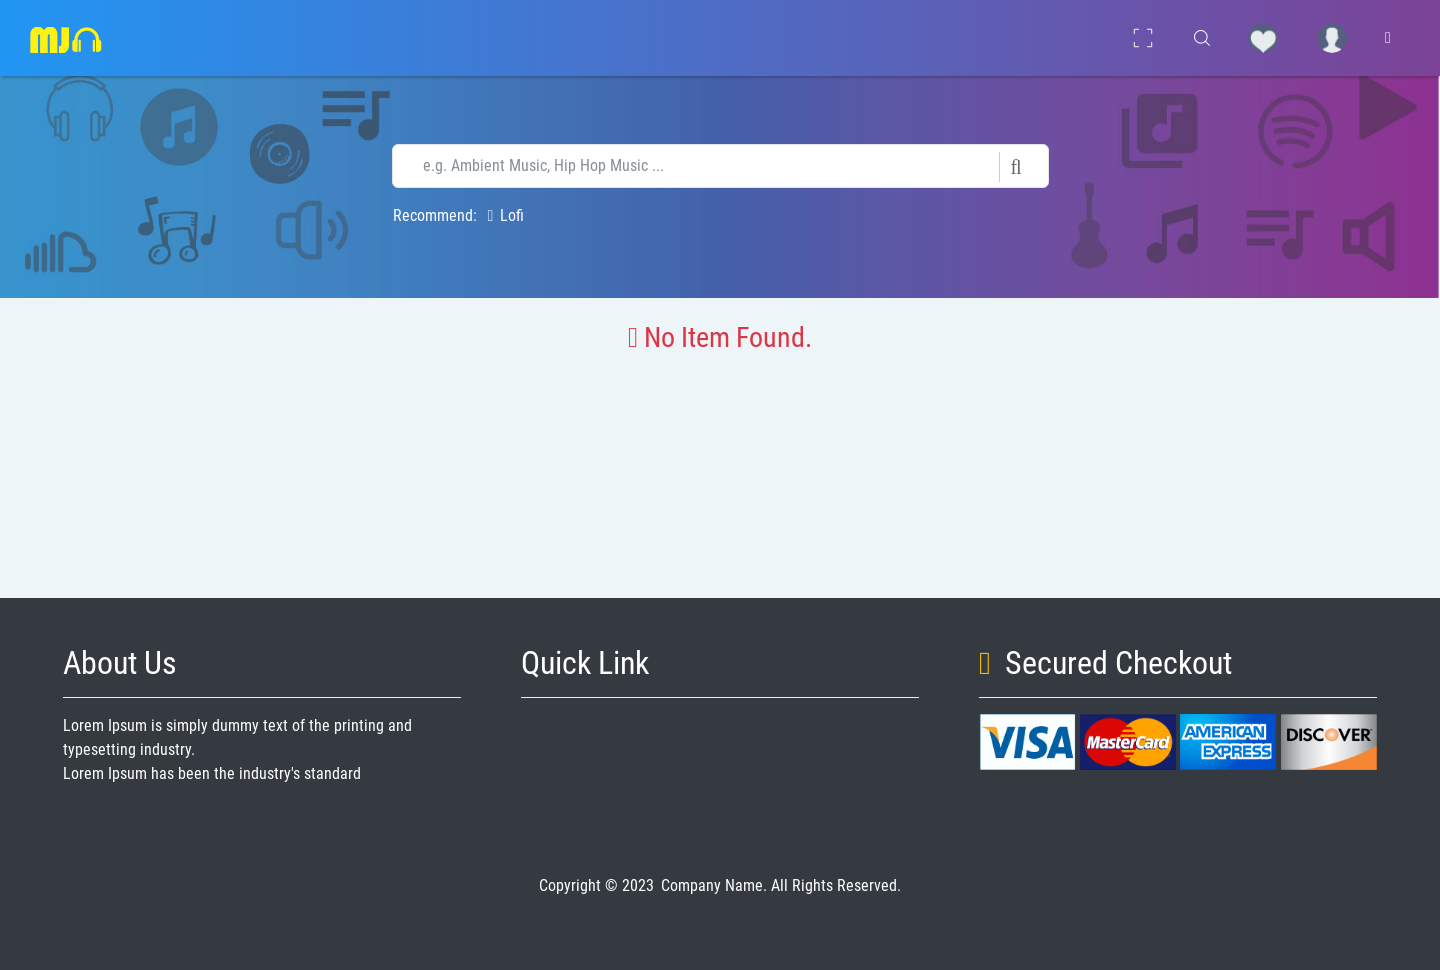 MJ
e.g. Ambient Music, Hip Hop Music ...
Recommend: Lofi
No Item Found.
About Us
Lorem Ipsum is simply dummy text of the printing and
typesetting industry.
Lorem Ipsum has been the industry's standard
Quick Link
Secured Checkout
VISA MasterCard AMERICAN EXPRESS DISCOVER
Copyright © 2023 Company Name. All Rights Reserved.